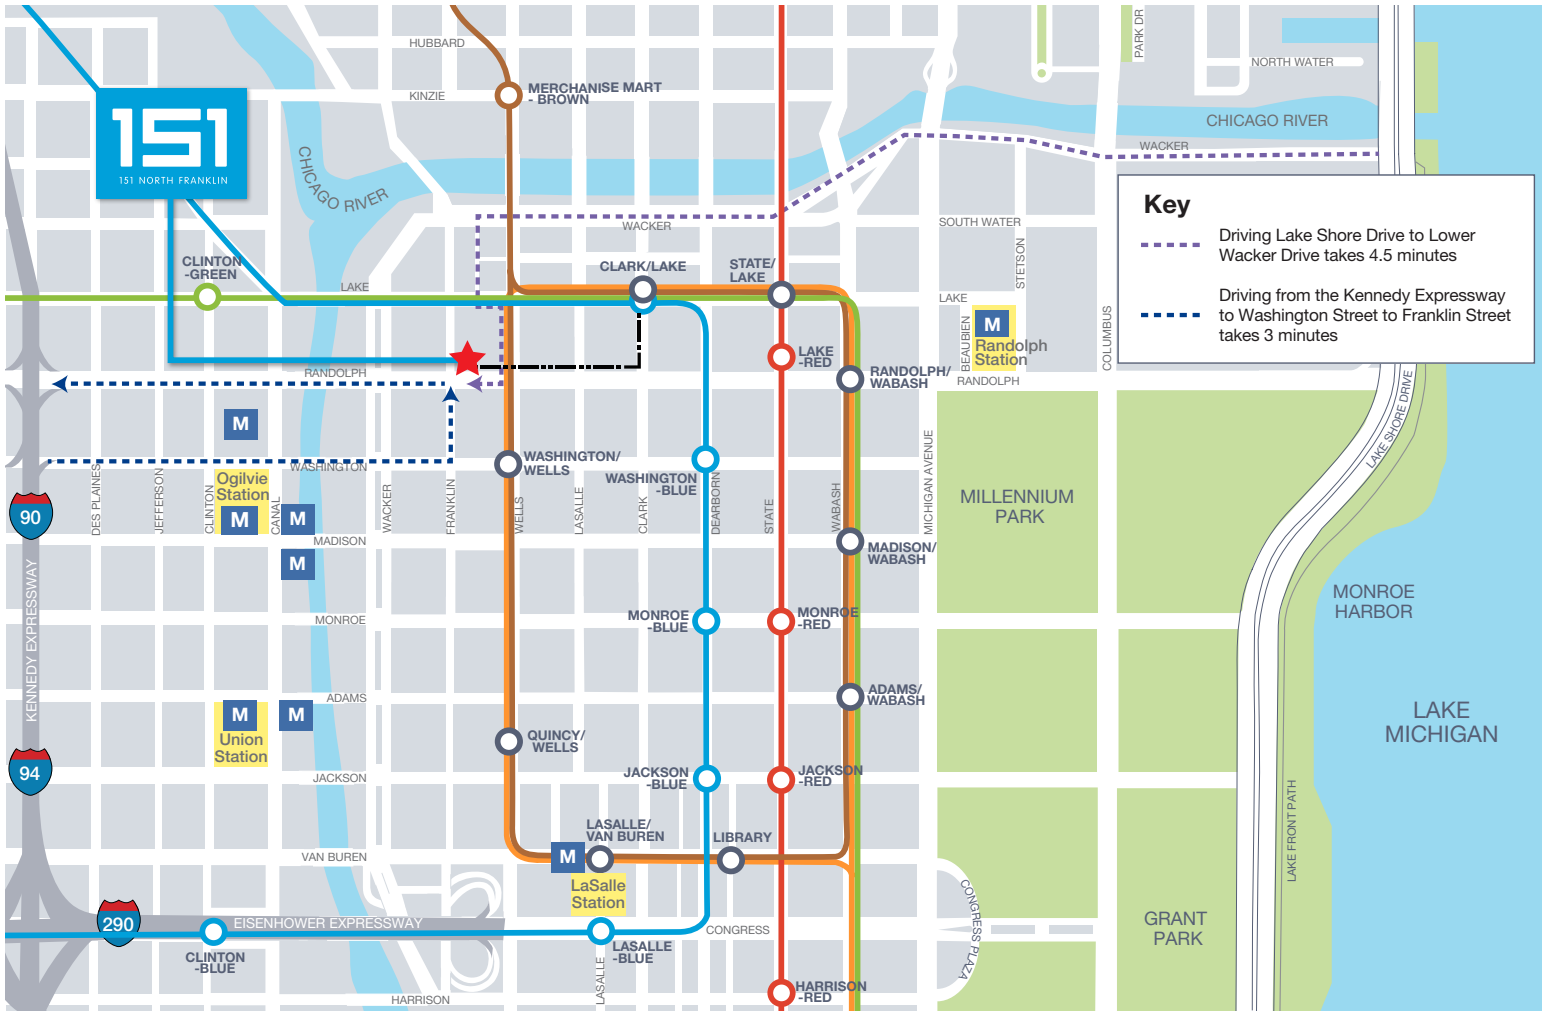 HUBBARD
PARK DR
NORTH WATER
KINZIE
MERCHANISE MART
- BROWN
151
151 NORTH FRANKLIN
CHICAGO RIVER
CHICAGO RIVER
WACKER
WACKER
SOUTH WATER
STETSON
Key
Driving Lake Shore Drive to Lower
Wacker Drive takes 4.5 minutes
Driving from the Kennedy Expressway
to Washington Street to Franklin Street
takes 3 minutes
CLINTON
-GREEN
LAKE
CLARK/LAKE
STATE/
LAKE
LAKE
BEAUBIEN
M
Randolph
Station
COLUMBUS
LAKE
-RED
RANDOLPH
RANDOLPH/
WABASH
RANDOLPH
LAKE SHORE DRIVE
M
WASHINGTON
WASHINGTON/
WELLS
WASHINGTON
-BLUE
Ogilvie
Station
M
M
M
90
DES PLAINES
JEFFERSON
CLINTON
CANAL
WACKER
FRANKLIN
WELLS
LASALLE
CLARK
DEARBORN
STATE
WABASH
MICHIGAN AVENUE
MILLENNIUM
PARK
MADISON
MADISON/
WABASH
KENNEDY EXPRESSWAY
MONROE
MONROE
-BLUE
MONROE
-RED
MONROE
HARBOR
ADAMS
ADAMS/
WABASH
M
M
Union
Station
QUINCY/
WELLS
LAKE
MICHIGAN
94
JACKSON
JACKSON
-BLUE
JACKSON
-RED
LAKE FRONT PATH
LASALLE/
VAN BUREN
LIBRARY
VAN BUREN
M
LaSalle
Station
290
EISENHOWER EXPRESSWAY
CONGRESS
CONGRESS PLAZA
GRANT
PARK
CLINTON
-BLUE
LASALLE
-BLUE
LASALLE
HARRISON
HARRISON
-RED